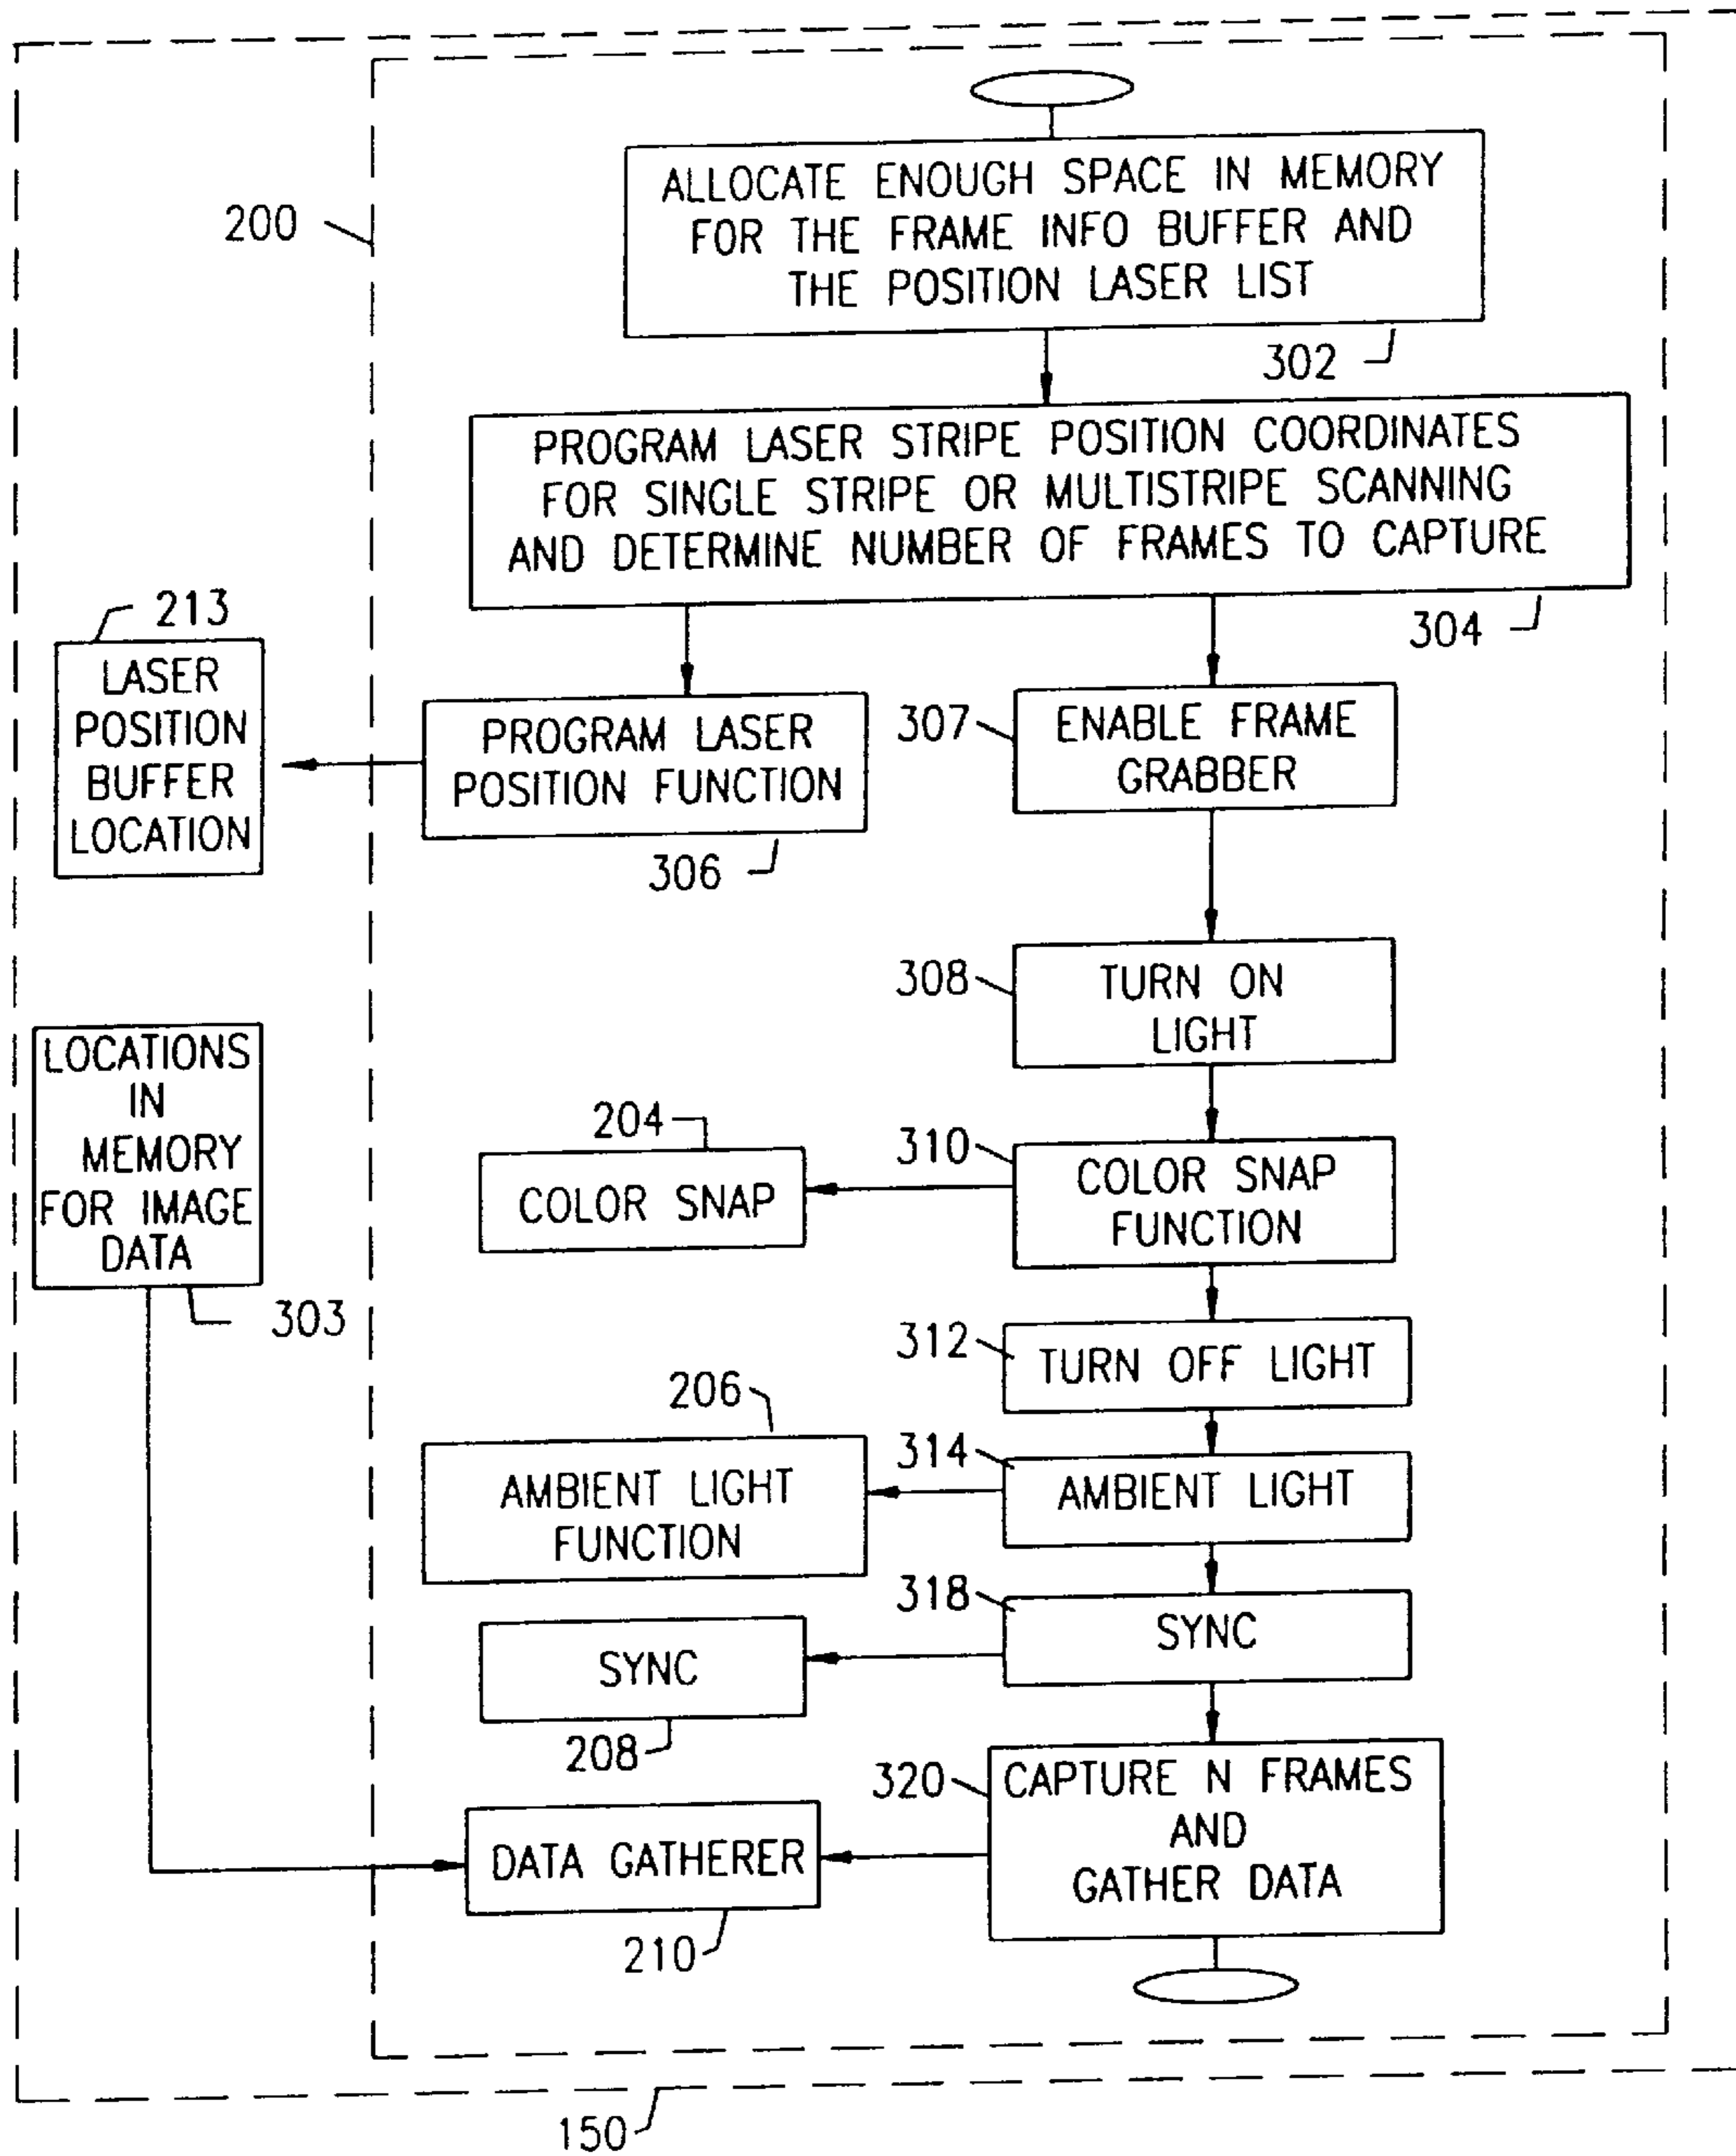 200
ALLOCATE ENOUGH SPACE IN MEMORY
FOR THE FRAME INFO BUFFER AND
THE POSITION LASER LIST
302
PROGRAM LASER STRIPE POSITION COORDINATES
FOR SINGLE STRIPE OR MULTISTRIPE SCANNING
AND DETERMINE NUMBER OF FRAMES TO CAPTURE
304
213
LASER
POSITION
BUFFER
LOCATION
PROGRAM LASER
POSITION FUNCTION
306
307
ENABLE FRAME
GRABBER
308
TURN ON
LIGHT
LOCATIONS
IN
MEMORY
FOR IMAGE
DATA
303
204
COLOR SNAP
310
COLOR SNAP
FUNCTION
312
TURN OFF LIGHT
206
AMBIENT LIGHT
FUNCTION
314
AMBIENT LIGHT
318
SYNC
SYNC
208
320
CAPTURE N FRAMES
AND
GATHER DATA
DATA GATHERER
210
150